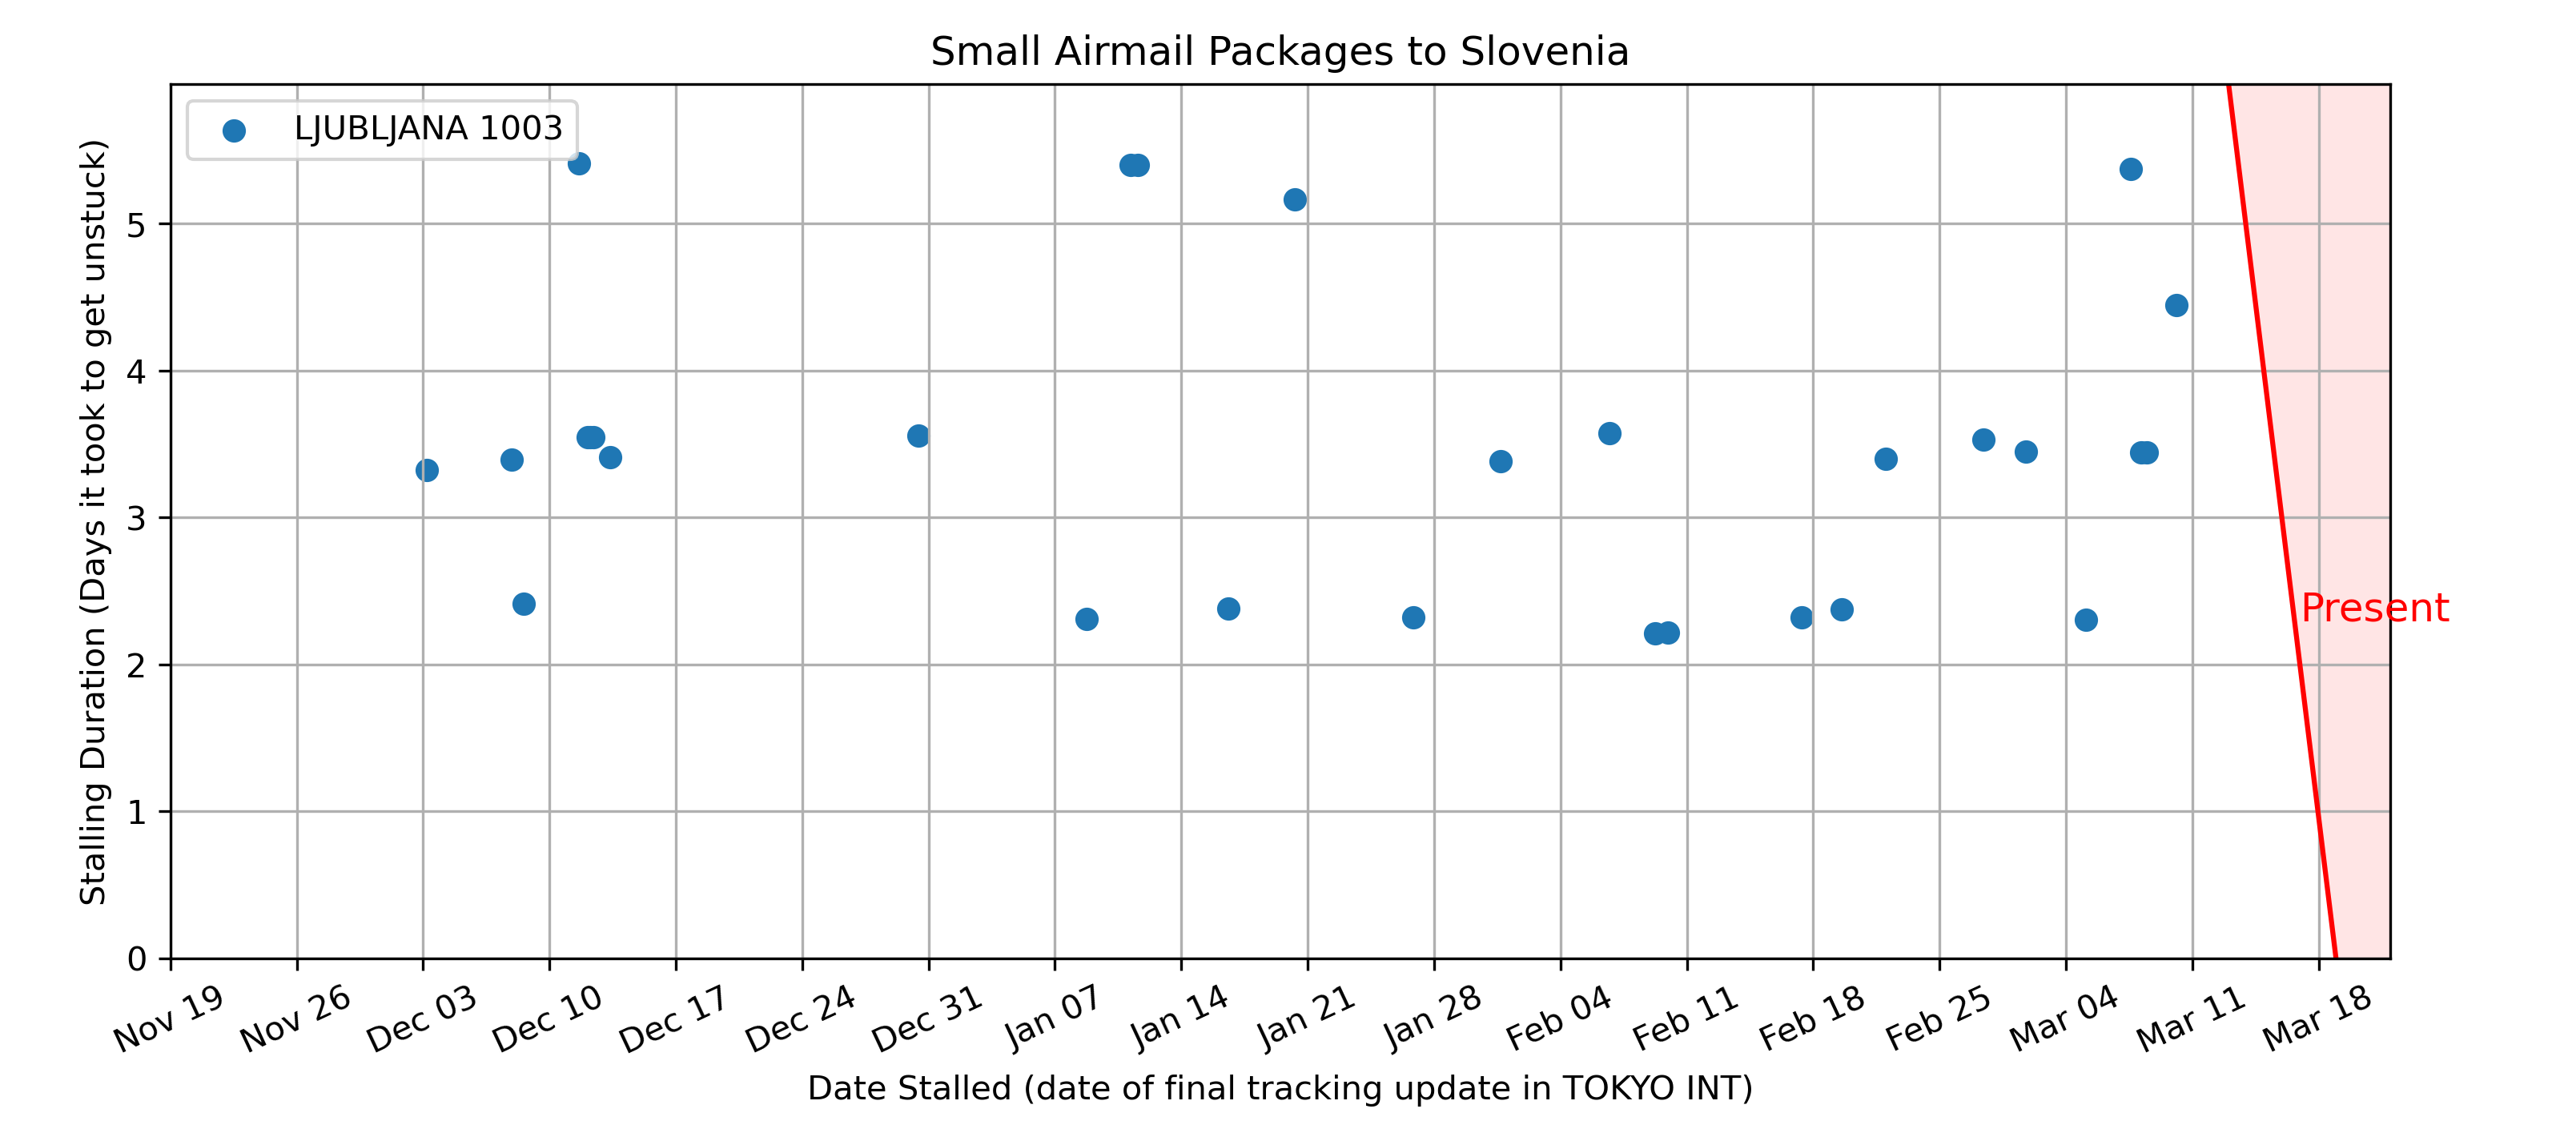 Small Airmail Packages to Slovenia
LJUBLJANA 1003
Stalling Duration (Days it took to get unstuck)
5
4
3
2
1
0
Present
Nov 19 Nov 26 Dec 03 Dec 10 Dec 17 Dec 24 Dec 31 Jan 07 Jan 14 Jan 21 Jan 28 Feb 04 Feb 11 Feb 18 Feb 25 Mar 04 Mar 11 Mar 18
Date Stalled (date of final tracking update in TOKYO INT)